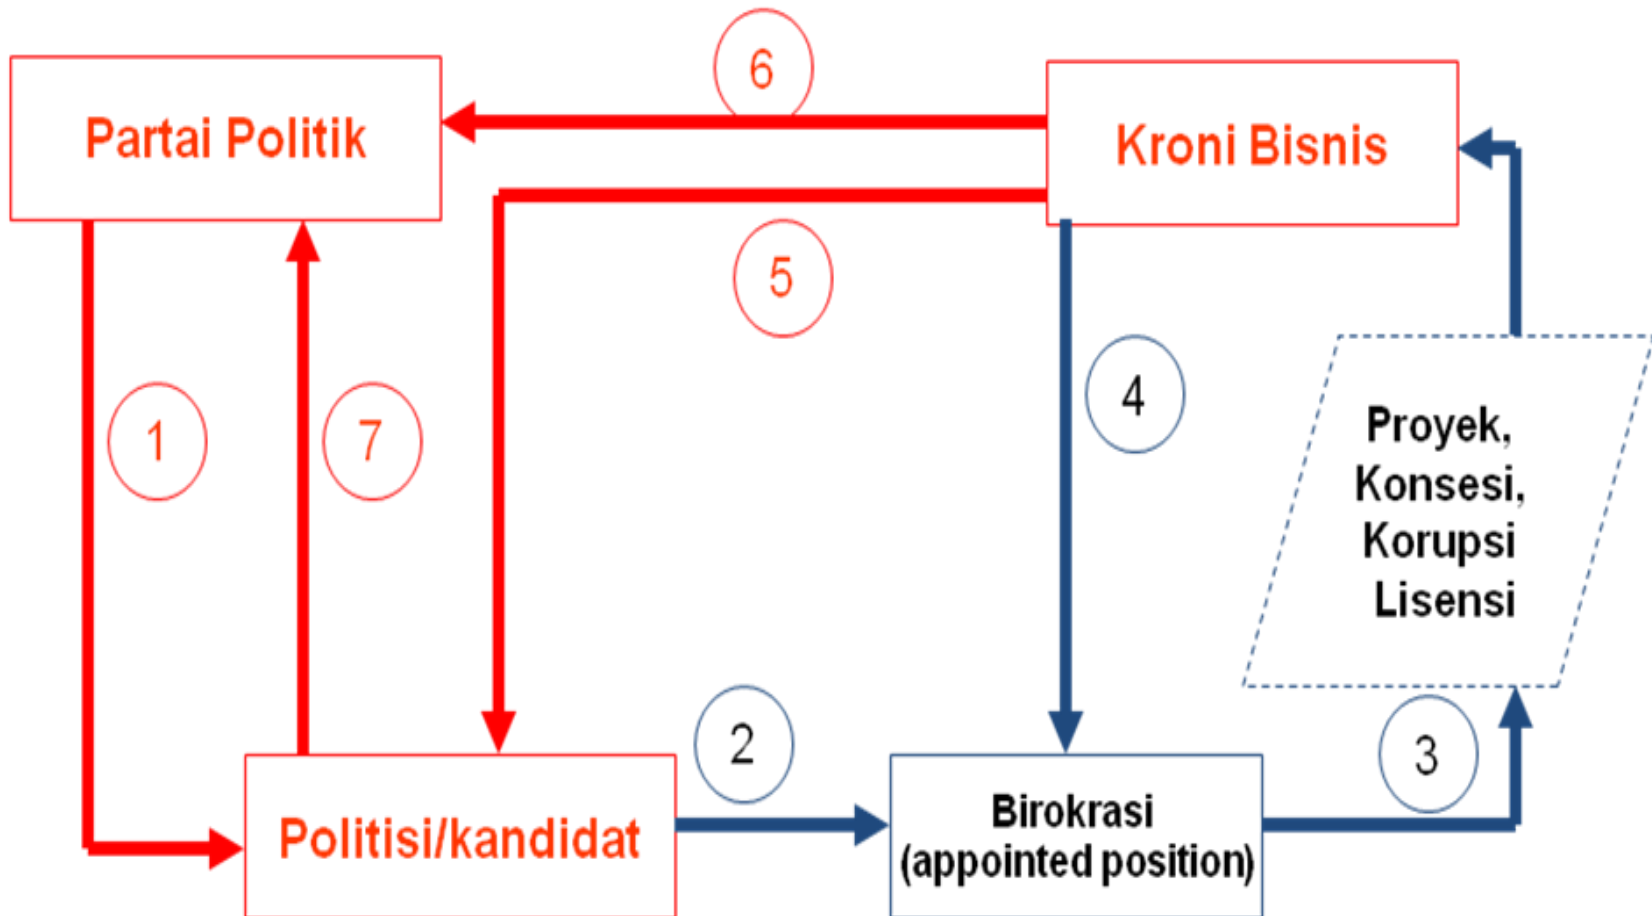 6
Partai Politik
Kroni Bisnis
5
1
7
4
Proyek,
Konsesi,
Korupsi
Lisensi
2
3
Politisi/kandidat
Birokrasi
(appointed position)